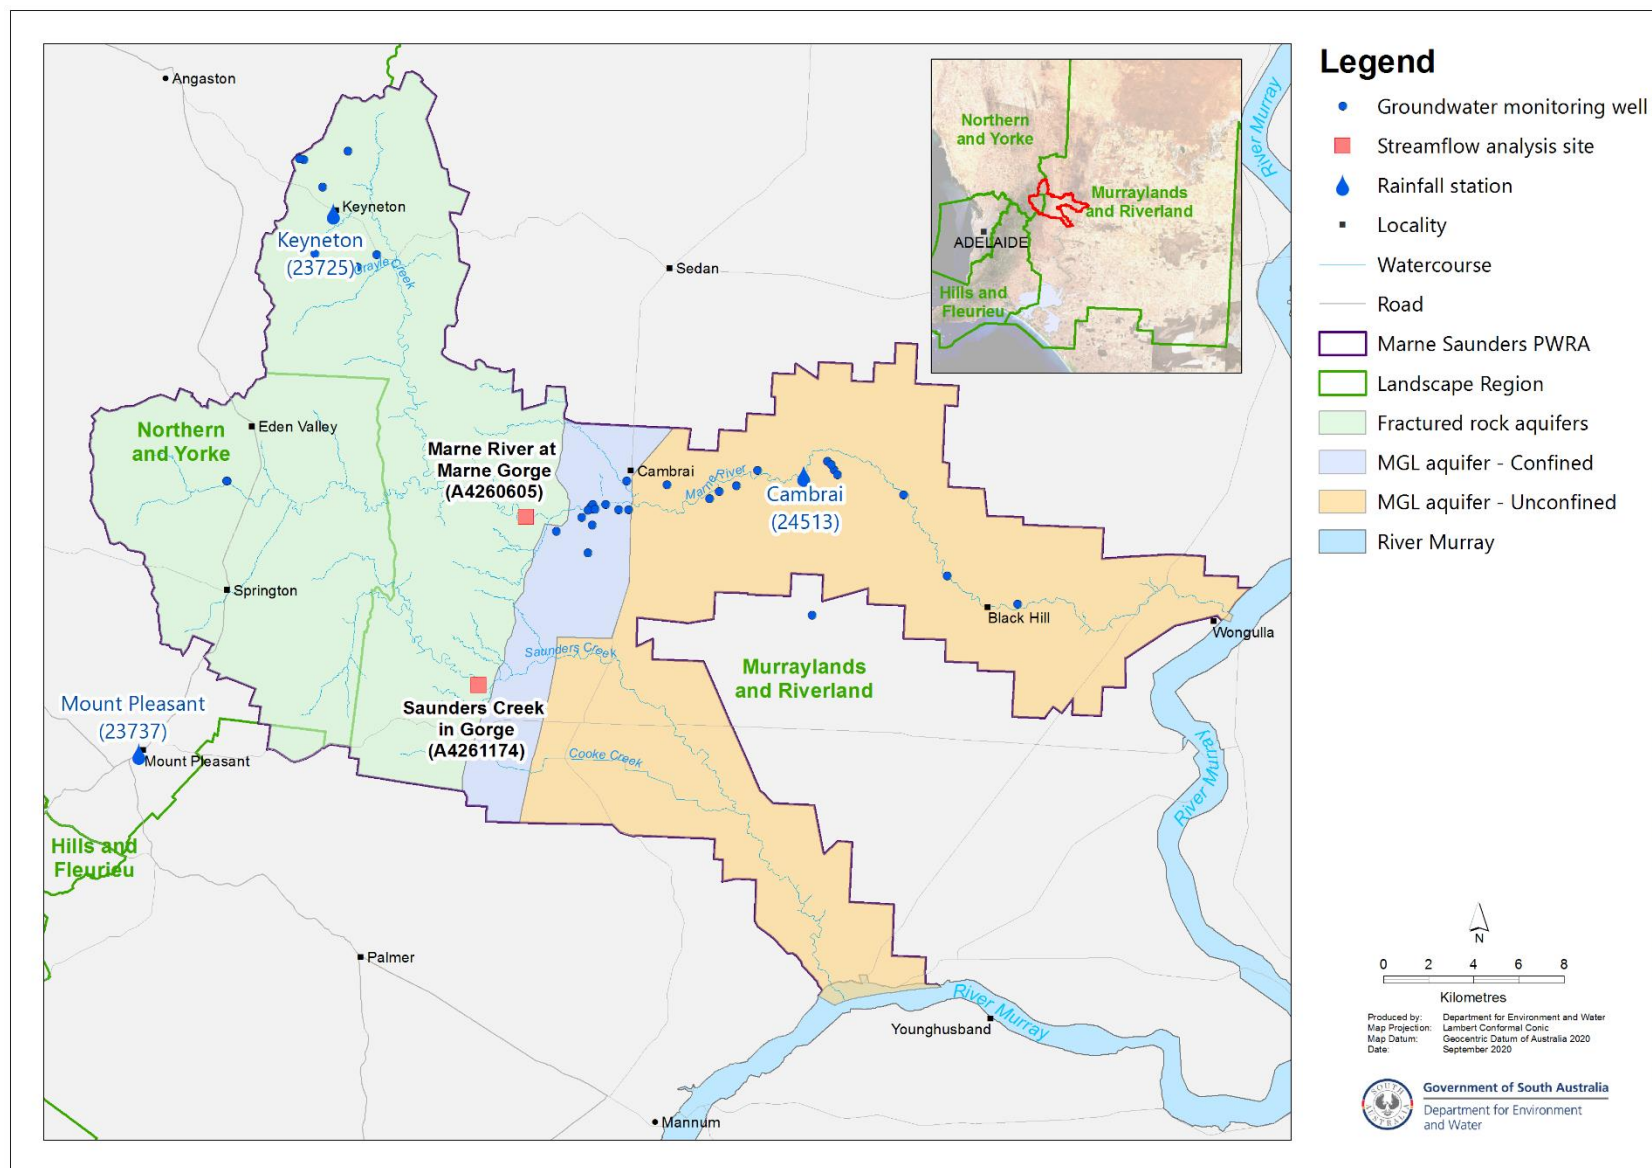 Angaston
Keyneton
Keyneton
(23725)
Crayle Creek
Sedan
Northern
and Yorke
Eden Valley
Marne River at
Marne Gorge
(A4260605)
Cambrai
Marne River
Cambrai
(24513)
Springton
Black Hill
Wongulla
Saunders Creek
Murraylands
and Riverland
Mount Pleasant
(23737)
Mount Pleasant
Saunders Creek
in Gorge
(A4261174)
Cooke Creek
Hills and
Fleurieu
Palmer
River Murray
River Murray
River Murray
Younghusband
Mannum
Northern
and Yorke
Murraylands
and Riverland
ADELAIDE
Hills and
Fleurieu
Legend
Groundwater monitoring well
Streamflow analysis site
Rainfall station
Locality
Watercourse
Road
Marne Saunders PWRA
Landscape Region
Fractured rock aquifers
MGL aquifer - Confined
MGL aquifer - Unconfined
River Murray
N
0 2 4 6 8
Kilometres
Produced by: Department for Environment and Water
Map Projection: Lambert Conformal Conic
Map Datum: Geocentric Datum of Australia 2020
Date: September 2020
SOUTH AUSTRALIA
Government of South Australia
Department for Environment
and Water